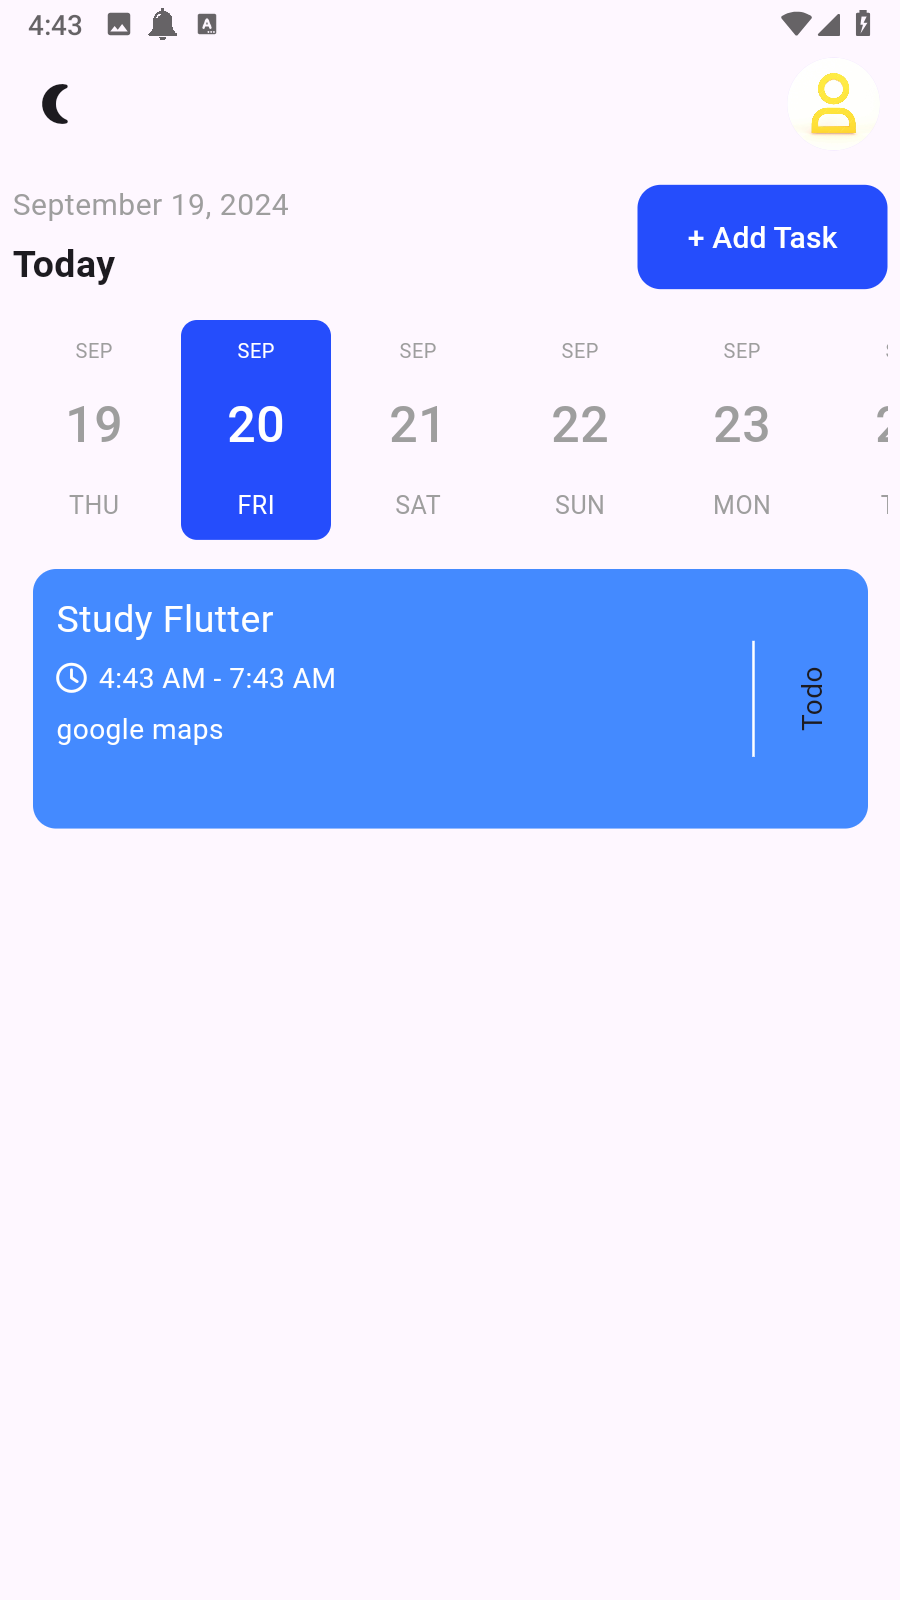 4:43
September 19, 2024
Today
+ Add Task
SEP SEP SEP SEP SEP
19 20 21 22 23 2
THU FRI SAT SUN MON
Study Flutter
4:43 AM - 7:43 AM
google maps
Todo